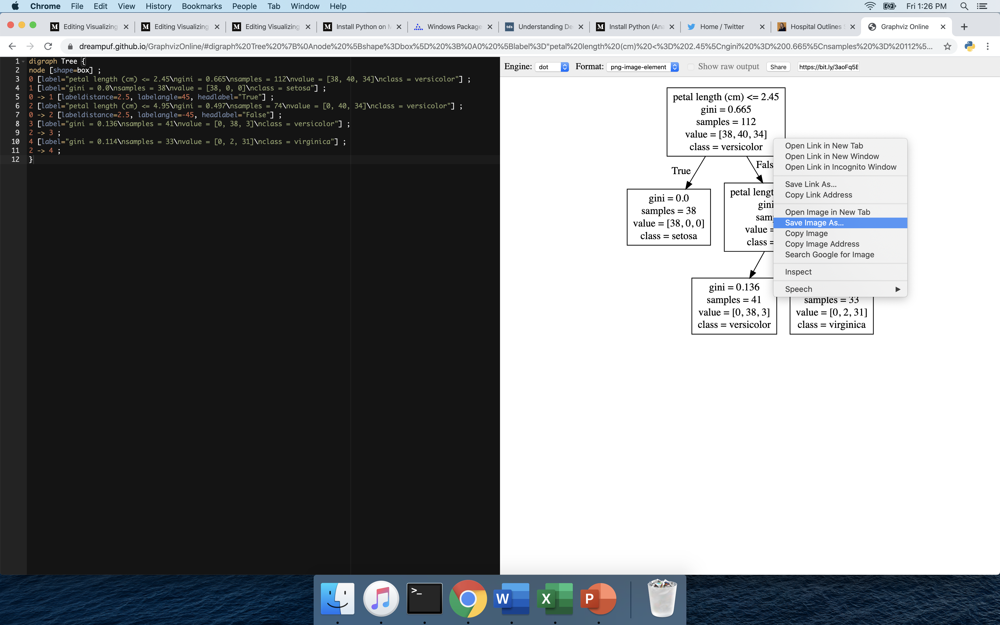 Chrome File Edit View History Bookmarks People Tab Window Help Fri 1:26 PM
M Editing Visualizing M Editing Visualizing M Editing Visualizing M Install Python on M Windows Package tds Understanding De M Install Python (Ana Home / Twitter Hospital Outlines S Graphviz Online
dreampuf.github.io/GraphvizOnline/#digraph%20Tree%20%7B%0Anode%20%5Bshape%3Dbox%5D%20%3B%0A0%20%5Blabel%3D"petal%20length%20(cm)%20<%3D%202.45%5Cngini%20%3D%200.665%5Cnsamples%20%3D%20112%5...
1 digraph Tree {
2 node [shape=box] ;
3 0 [label="petal length (cm) <= 2.45\ngini = 0.665\nsamples = 112\nvalue = [38, 40, 34]\nclass = versicolor"] ;
4 1 [label="gini = 0.0\nsamples = 38\nvalue = [38, 0, 0]\nclass = setosa"] ;
5 0 -> 1 [labeldistance=2.5, labelangle=45, headlabel="True"] ;
6 2 [label="petal length (cm) <= 4.95\ngini = 0.497\nsamples = 74\nvalue = [0, 40, 34]\nclass = versicolor"] ;
7 0 -> 2 [labeldistance=2.5, labelangle=-45, headlabel="False"] ;
8 3 [label="gini = 0.136\nsamples = 41\nvalue = [0, 38, 3]\nclass = versicolor"] ;
9 2 -> 3 ;
10 4 [label="gini = 0.114\nsamples = 33\nvalue = [0, 2, 31]\nclass = virginica"] ;
11 2 -> 4 ;
12 }
Engine: dot Format: png-image-element Show raw output Share https://bit.ly/3aoFq5E
petal length (cm) <= 2.45
gini = 0.665
samples = 112
value = [38, 40, 34]
class = versicolor
True
Fals
gini = 0.0
samples = 38
value = [38, 0, 0]
class = setosa
petal lengt
gini
sam
value =
class =
gini = 0.136
samples = 41
value = [0, 38, 3]
class = versicolor
samples = 33
value = [0, 2, 31]
class = virginica
Open Link in New Tab
Open Link in New Window
Open Link in Incognito Window
Save Link As...
Copy Link Address
Open Image in New Tab
Save Image As...
Copy Image
Copy Image Address
Search Google for Image
Inspect
Speech
>_
W
X
P